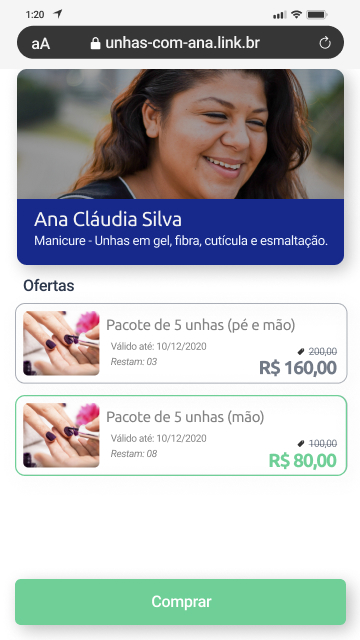 1:20
aA
unhas-com-ana.link.br
Ana Cláudia Silva
Manicure - Unhas em gel, fibra, cutícula e esmaltação.
Ofertas
Pacote de 5 unhas (pé e mão)
Válido até: 10/12/2020
Restam: 03
200,00
R$ 160,00
Pacote de 5 unhas (mão)
Válido até: 10/12/2020
Restam: 08
100,00
R$ 80,00
Comprar